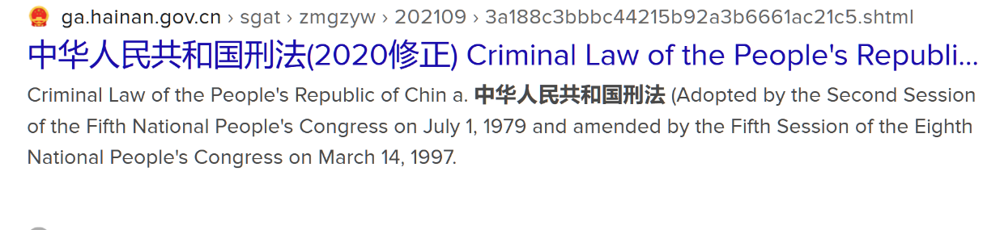 ga.hainan.gov.cn › sgat › zmgzyw › 202109 › 3a188c3bbbc44215b92a3b6661ac21c5.shtml
中华人民共和国刑法(2020修正) Criminal Law of the People's Republi...
Criminal Law of the People's Republic of Chin a. 中华人民共和国刑法 (Adopted by the Second Session
of the Fifth National People's Congress on July 1, 1979 and amended by the Fifth Session of the Eighth
National People's Congress on March 14, 1997.